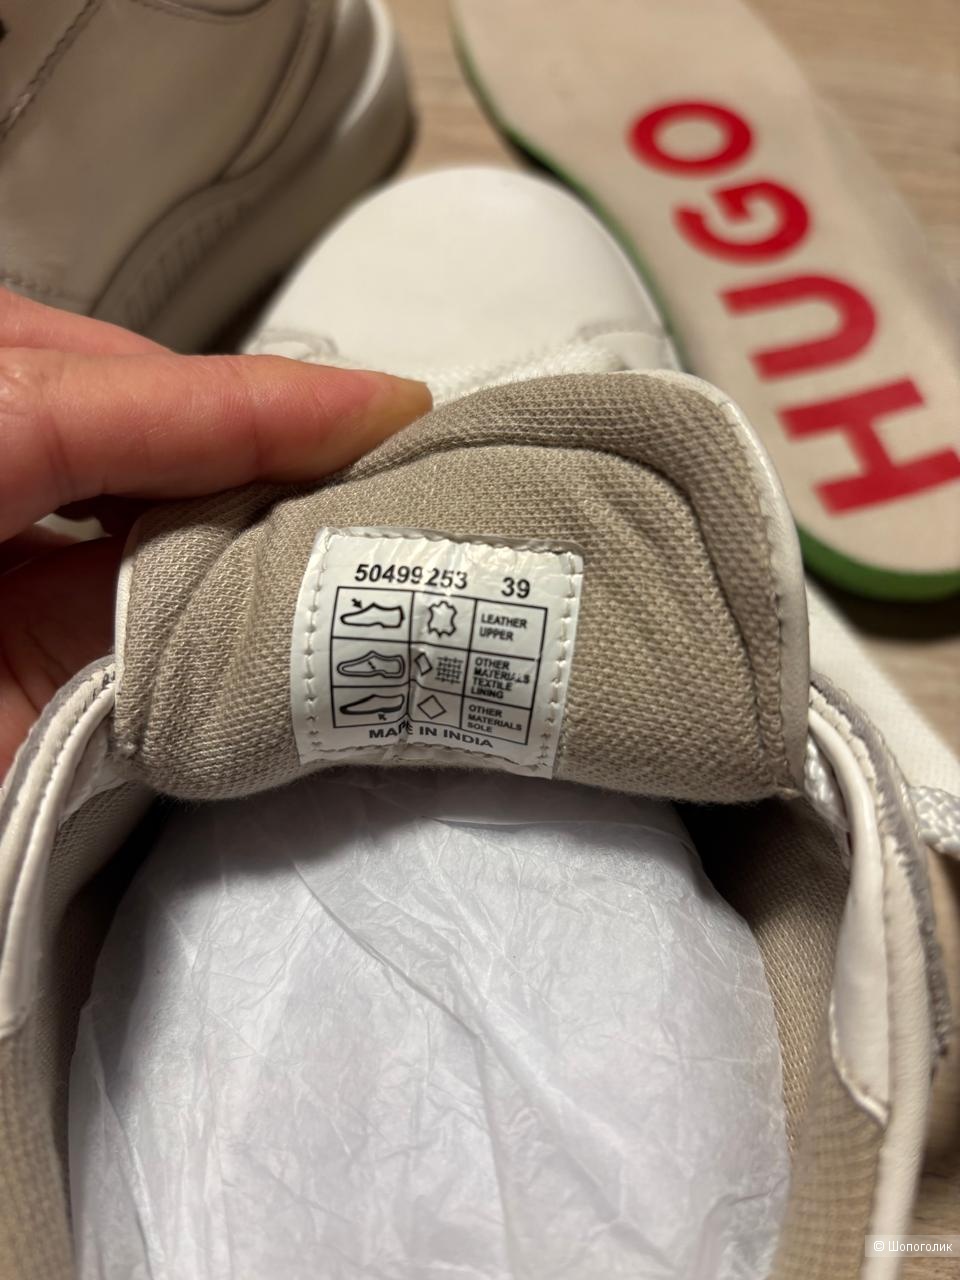 HUGO
50499253 39
LEATHER
UPPER
OTHER
MATERIALS
TEXTILE
LINING
OTHER
MATERIALS
SOLE
MADE IN INDIA
© Шопоголик